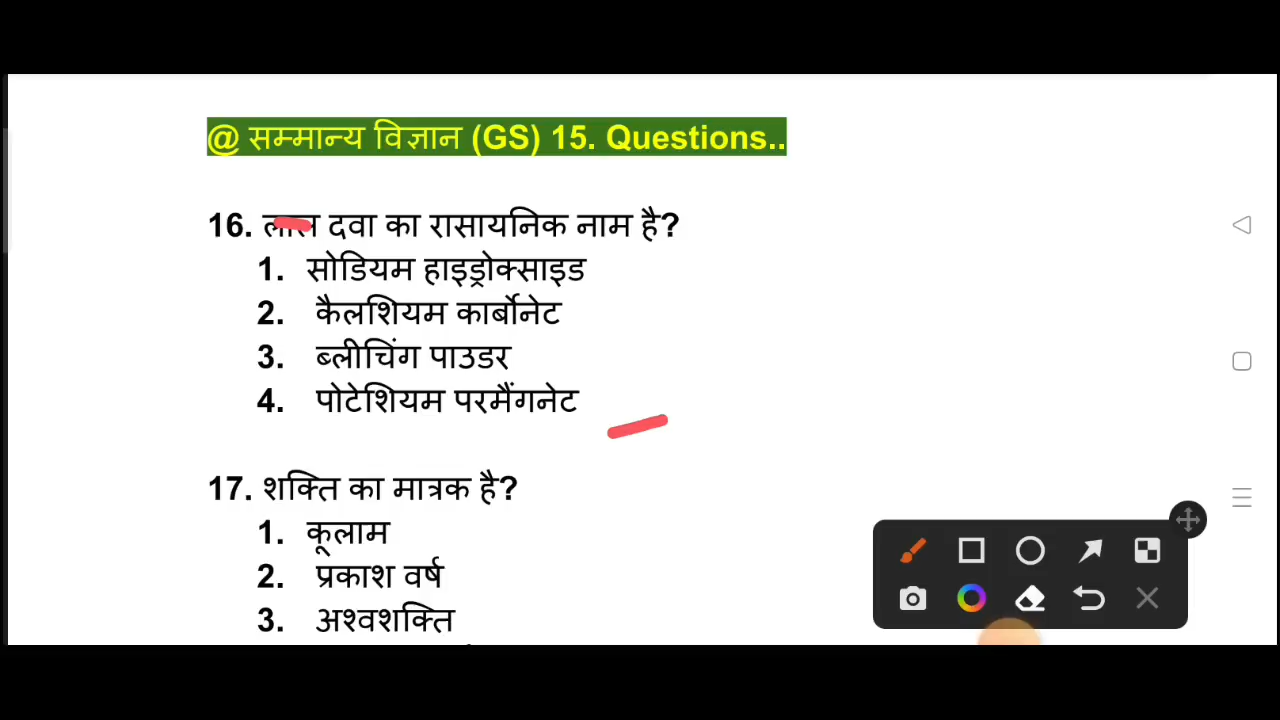 @ सम्मान्य विज्ञान (GS) 15. Questions..
16. लाल दवा का रासायनिक नाम है?
1. सोडियम हाइड्रोक्साइड
2. कैलशियम कार्बोनेट
3. ब्लीचिंग पाउडर
4. पोटेशियम परमैंगनेट
17. शक्ति का मात्रक है?
1. कूलाम
2. प्रकाश वर्ष
3. अश्वशक्ति